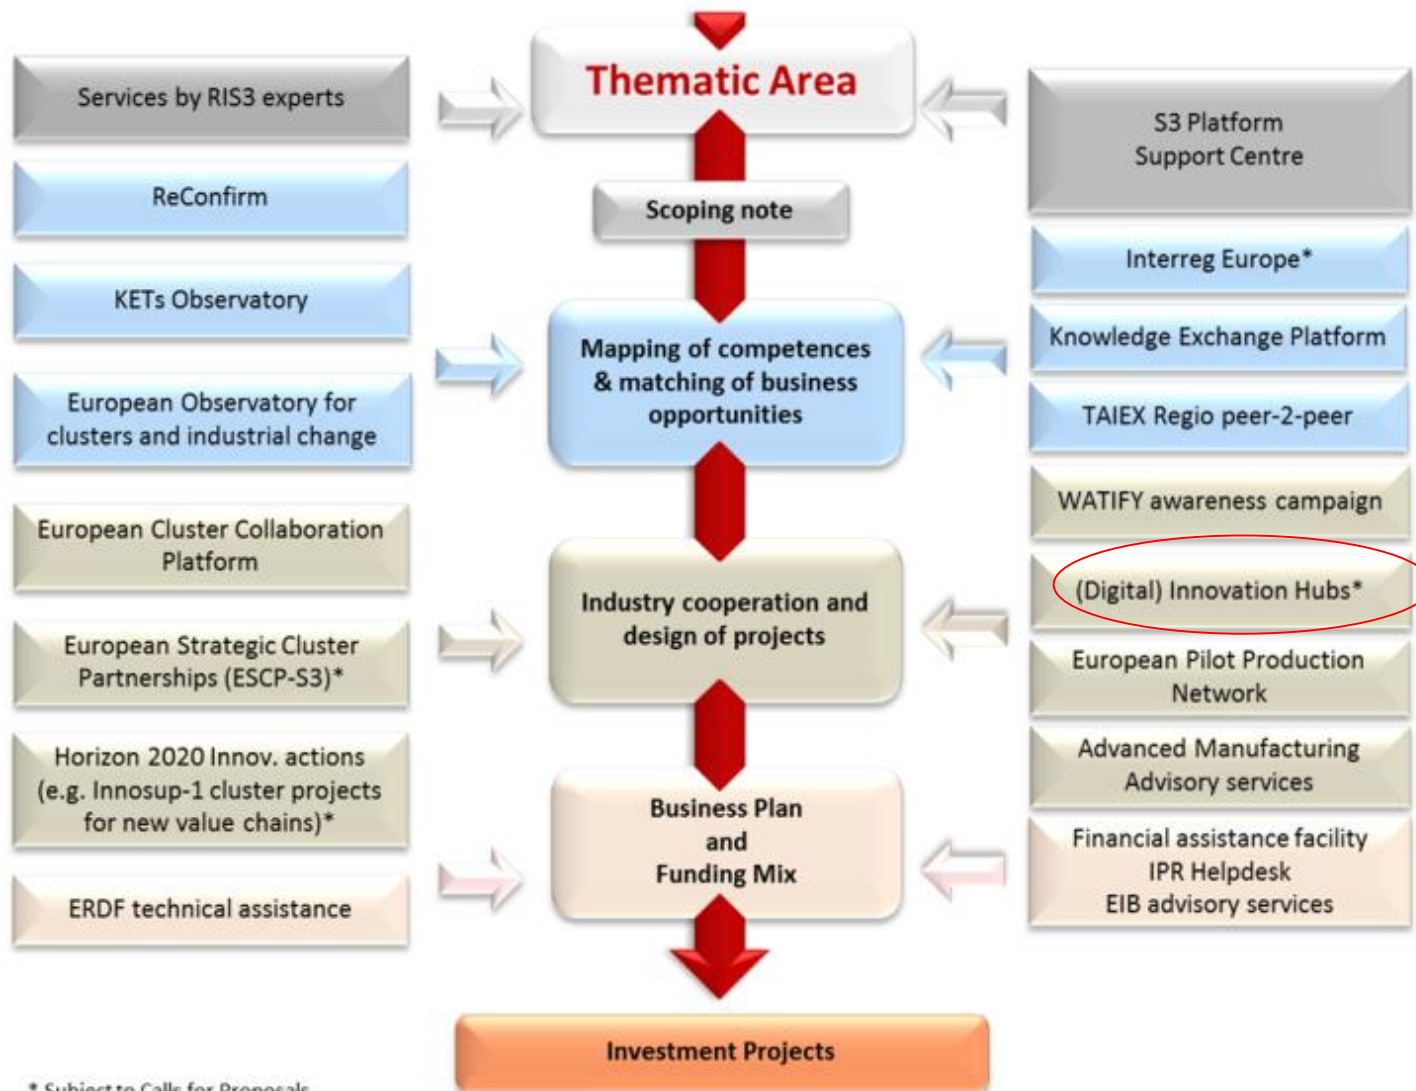 Thematic Area
Services by RIS3 experts
S3 Platform
Support Centre
ReConfirm
Scoping note
Interreg Europe*
KETs Observatory
Mapping of competences
& matching of business
opportunities
Knowledge Exchange Platform
European Observatory for
clusters and industrial change
TAIEX Regio peer-2-peer
WATIFY awareness campaign
European Cluster Collaboration
Platform
Industry cooperation and
design of projects
(Digital) Innovation Hubs*
European Strategic Cluster
Partnerships (ESCP-S3)*
European Pilot Production
Network
Horizon 2020 Innov. actions
(e.g. Innosup-1 cluster projects
for new value chains)*
Advanced Manufacturing
Advisory services
Business Plan
and
Funding Mix
Financial assistance facility
IPR Helpdesk
EIB advisory services
ERDF technical assistance
Investment Projects
* Subject to Calls for Proposals